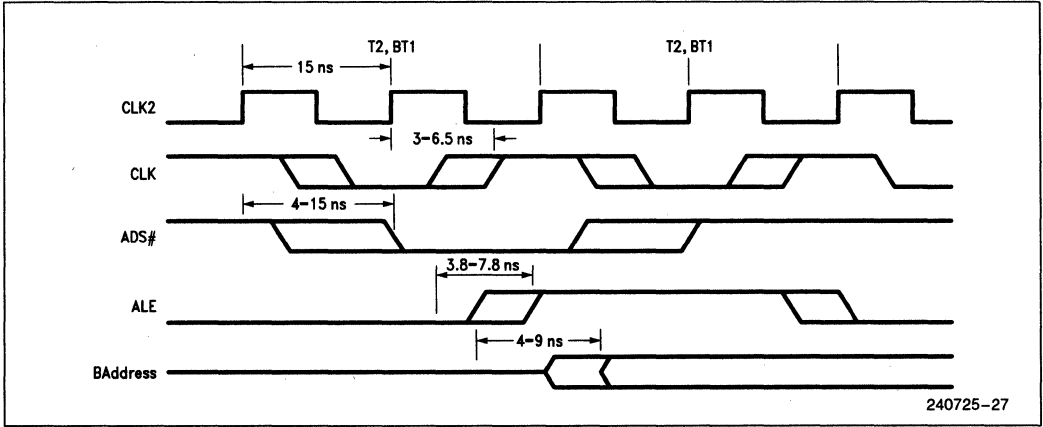 T2, BT1 T2, BT1
15 ns
CLK2
3–6.5 ns
CLK
4–15 ns
ADS#
3.8–7.8 ns
ALE
4–9 ns
BAddress
240725–27